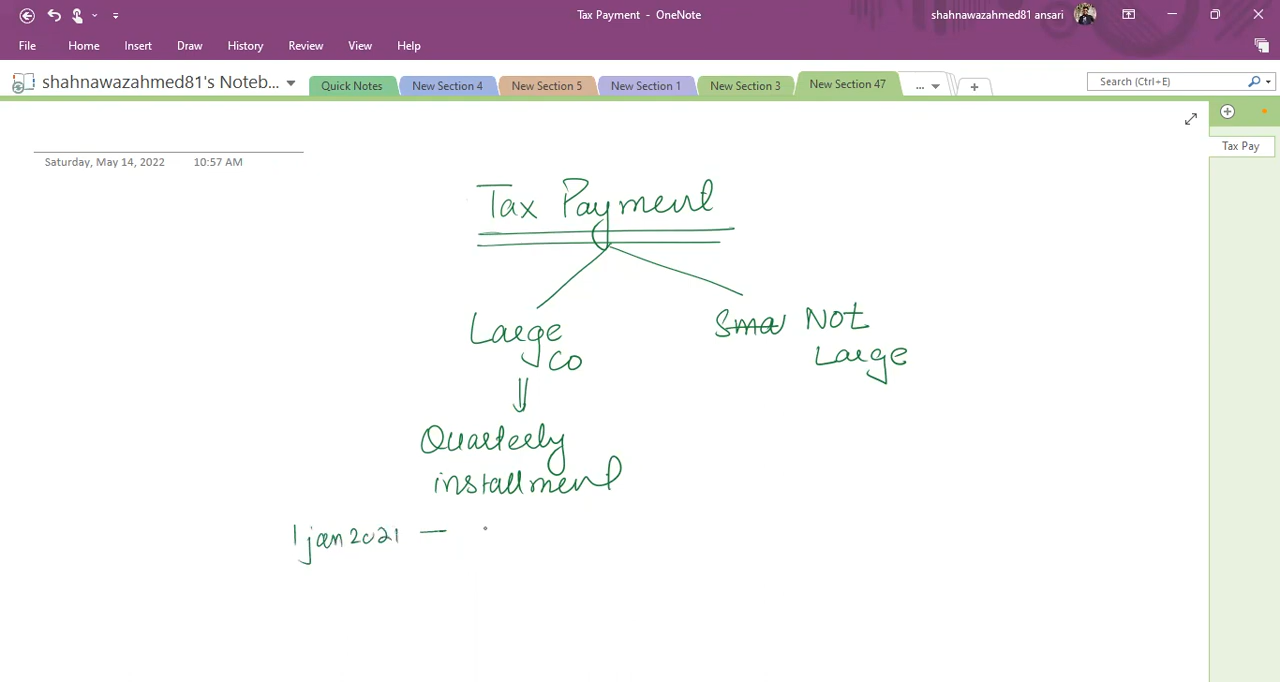 Tax Payment - OneNote
shahnawazahmed81 ansari
File Home Insert Draw History Review View Help
shahnawazahmed81's Noteb...
Quick Notes New Section 4 New Section 5 New Section 1 New Section 3 New Section 47 ...
Search (Ctrl+E)
Tax Pay
Saturday, May 14, 2022 10:57 AM
Tax Payment
Large
Co
Sma Not
Large
Quarterly
installment
1 jan 2021 —